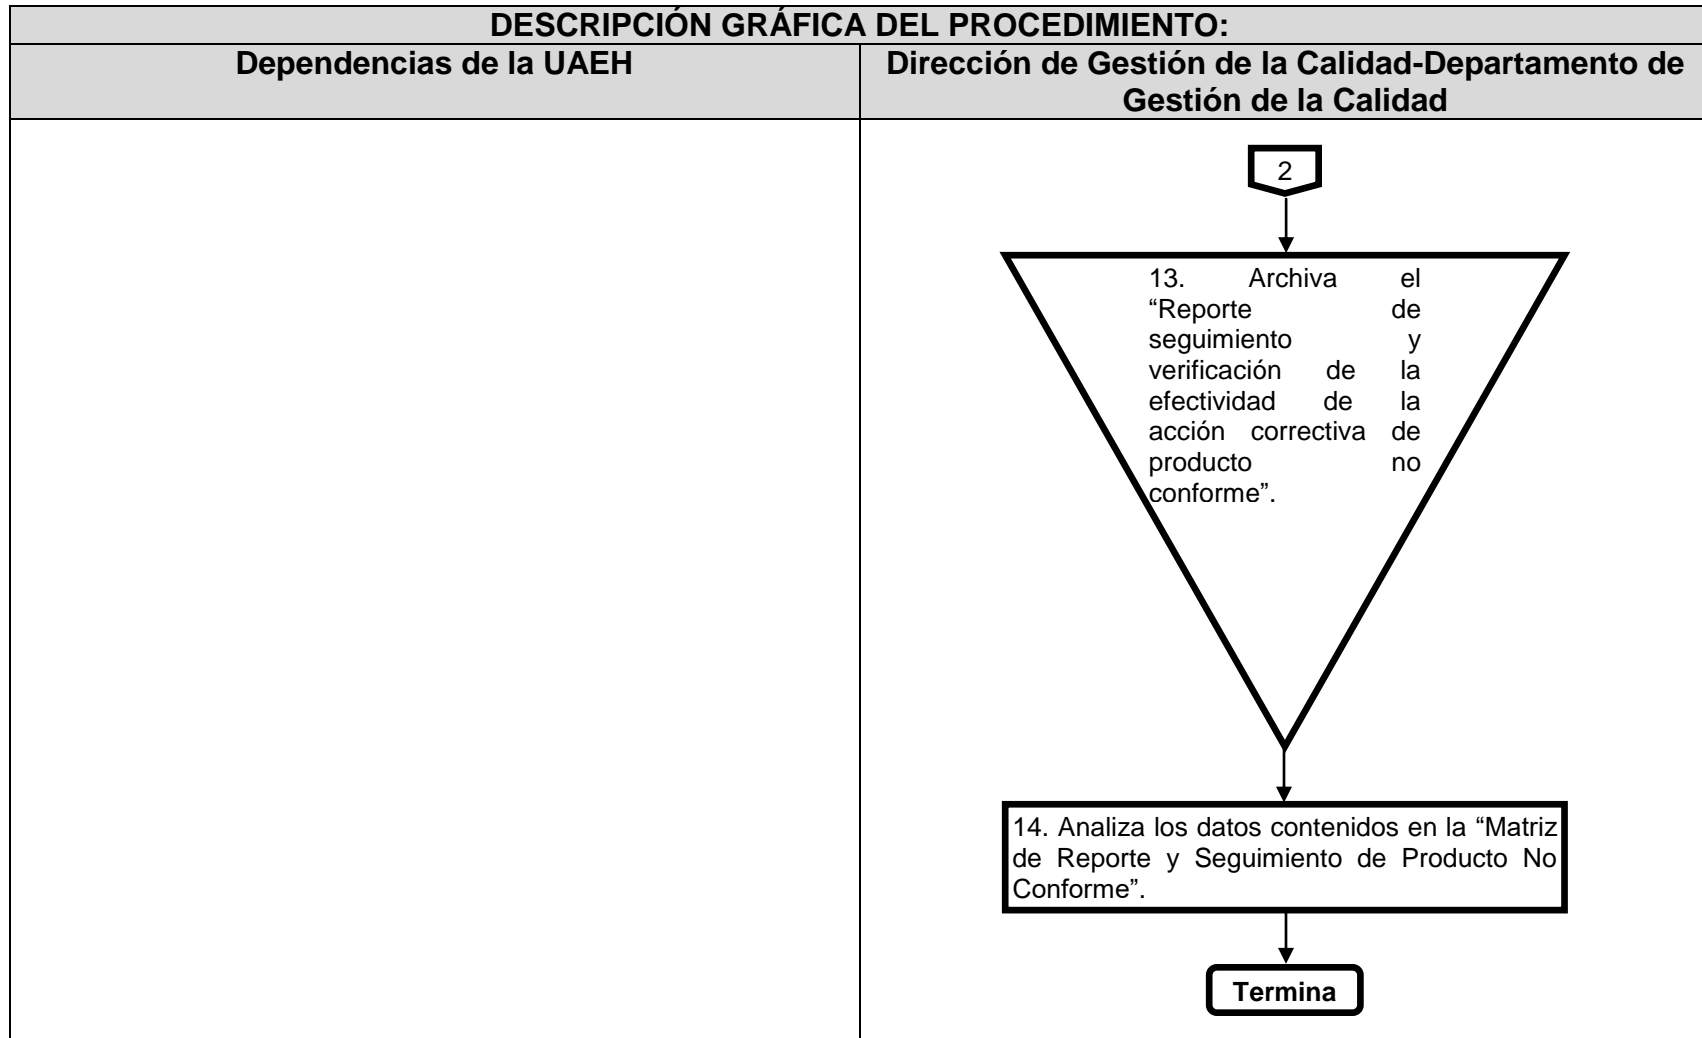 DESCRIPCIÓN GRÁFICA DEL PROCEDIMIENTO:
Dependencias de la UAEH
Dirección de Gestión de la Calidad-Departamento de
Gestión de la Calidad
2
13. Archiva el
“Reporte de
seguimiento y
verificación de la
efectividad de la
acción correctiva de
producto no
conforme”.
14. Analiza los datos contenidos en la “Matriz
de Reporte y Seguimiento de Producto No
Conforme”.
Termina